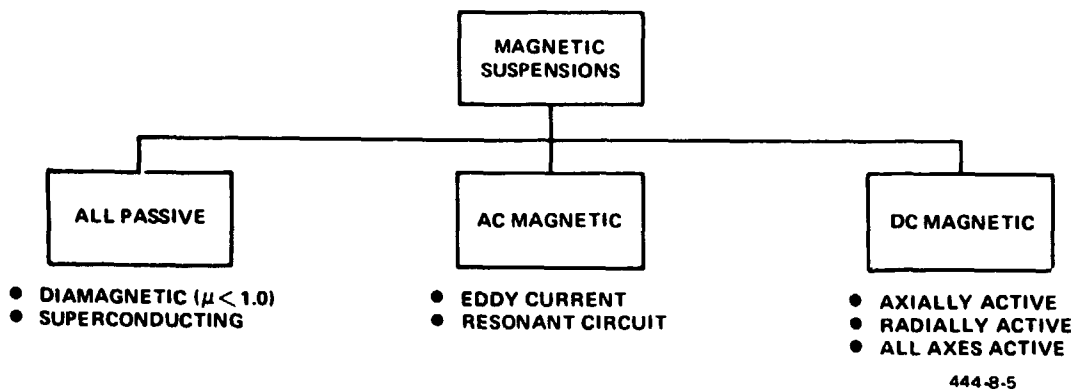 MAGNETIC
SUSPENSIONS
ALL PASSIVE
AC MAGNETIC
DC MAGNETIC
● DIAMAGNETIC (μ < 1.0)
● SUPERCONDUCTING
● EDDY CURRENT
● RESONANT CIRCUIT
● AXIALLY ACTIVE
● RADIALLY ACTIVE
● ALL AXES ACTIVE
444-8-5